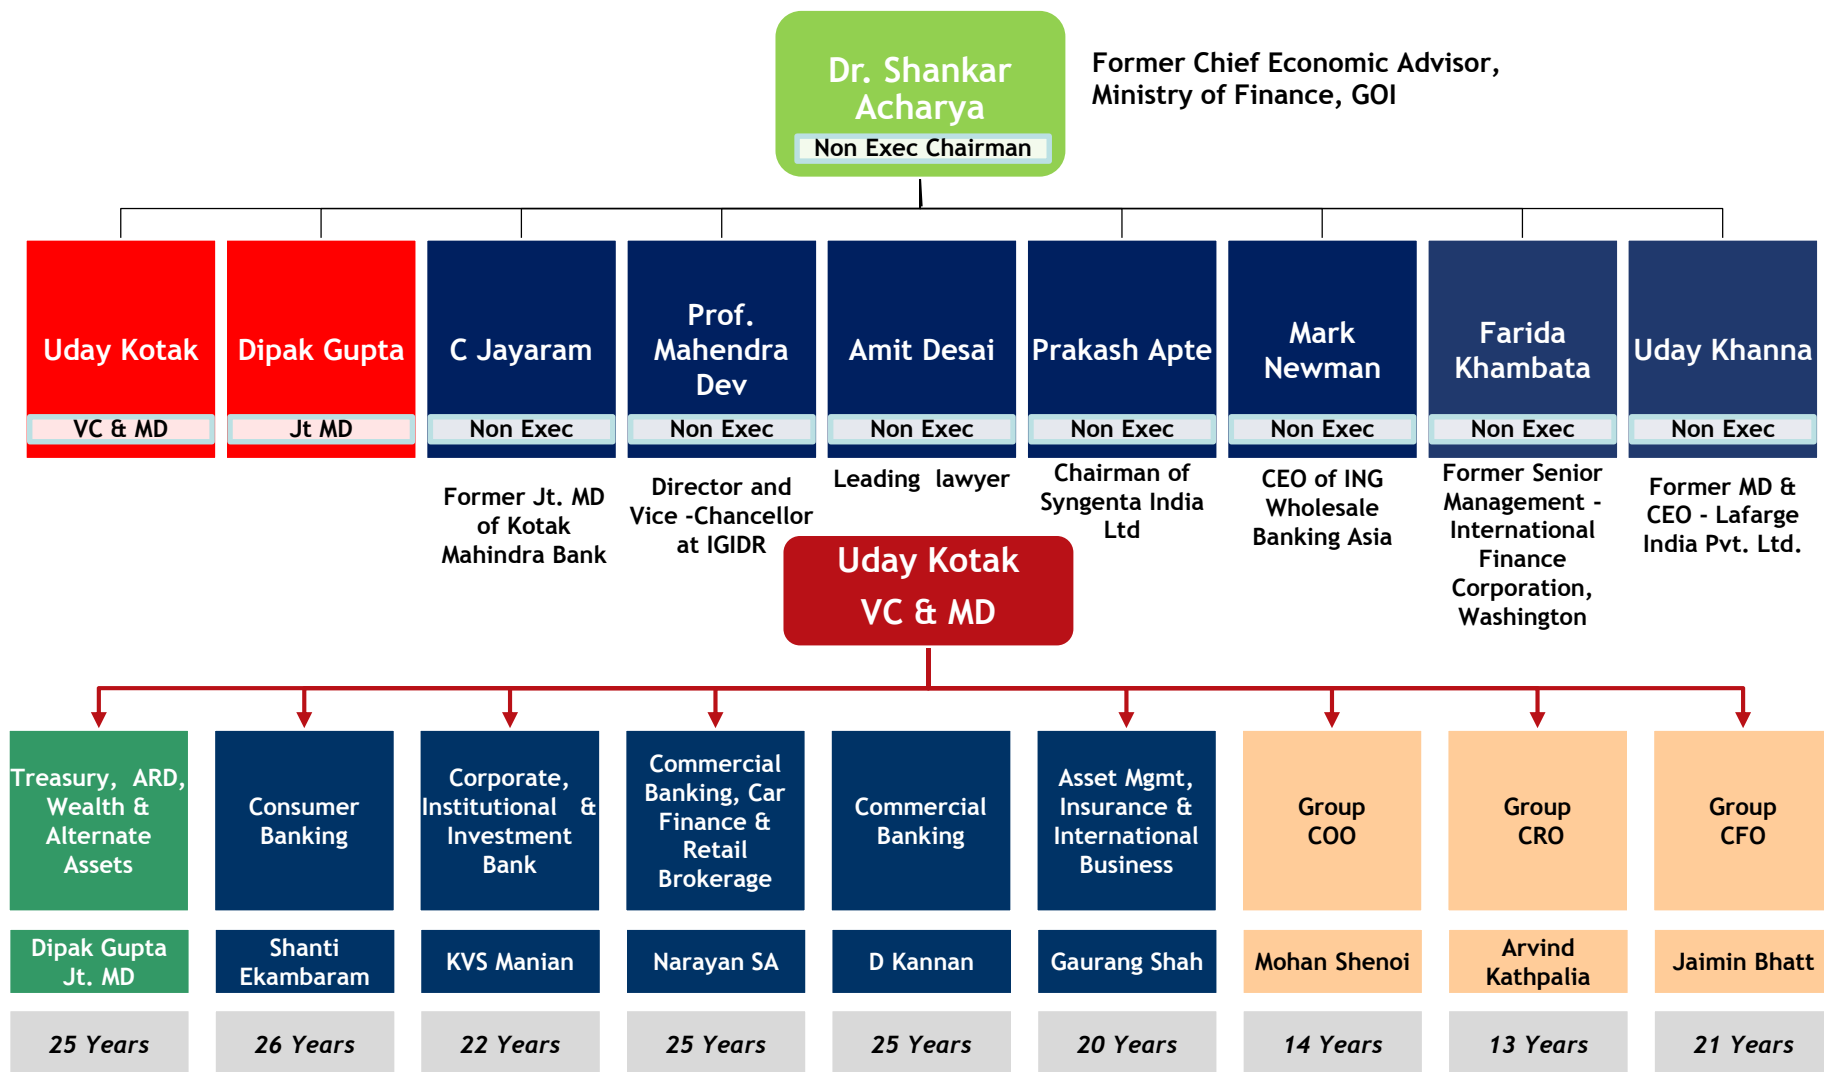 Dr. Shankar
Acharya
Non Exec Chairman
Former Chief Economic Advisor,
Ministry of Finance, GOI
Uday Kotak
VC & MD
Dipak Gupta
Jt MD
C Jayaram
Non Exec
Former Jt. MD
of Kotak
Mahindra Bank
Prof.
Mahendra
Dev
Non Exec
Director and
Vice -Chancellor
at IGIDR
Amit Desai
Non Exec
Leading lawyer
Prakash Apte
Non Exec
Chairman of
Syngenta India
Ltd
Mark
Newman
Non Exec
CEO of ING
Wholesale
Banking Asia
Farida
Khambata
Non Exec
Former Senior
Management -
International
Finance
Corporation,
Washington
Uday Khanna
Non Exec
Former MD &
CEO - Lafarge
India Pvt. Ltd.
Uday Kotak
VC & MD
Treasury, ARD,
Wealth &
Alternate
Assets
Dipak Gupta
Jt. MD
25 Years
Consumer
Banking
Shanti
Ekambaram
26 Years
Corporate,
Institutional &
Investment
Bank
KVS Manian
22 Years
Commercial
Banking, Car
Finance &
Retail
Brokerage
Narayan SA
25 Years
Commercial
Banking
D Kannan
25 Years
Asset Mgmt,
Insurance &
International
Business
Gaurang Shah
20 Years
Group
COO
Mohan Shenoi
14 Years
Group
CRO
Arvind
Kathpalia
13 Years
Group
CFO
Jaimin Bhatt
21 Years